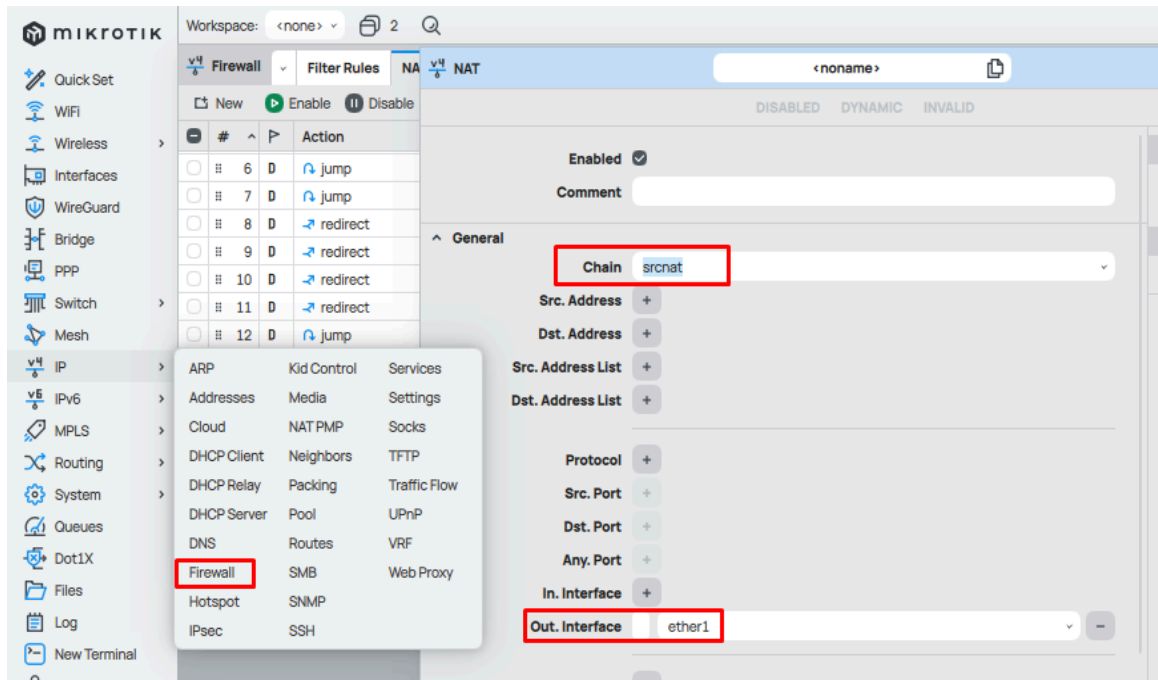 MIKROTIK
Quick Set
WiFi
Wireless
Interfaces
WireGuard
Bridge
PPP
Switch
Mesh
IP
IPv6
MPLS
Routing
System
Queues
Dot1X
Files
Log
New Terminal
Workspace: <none> 2
Firewall Filter Rules NA
New Enable Disable
# Action
6 D jump
7 D jump
8 D redirect
9 D redirect
10 D redirect
11 D redirect
12 D jump
ARP Kid Control Services
Addresses Media Settings
Cloud NAT PMP Socks
DHCP Client Neighbors TFTP
DHCP Relay Packing Traffic Flow
DHCP Server Pool UPnP
DNS Routes VRF
Firewall SMB Web Proxy
Hotspot SNMP
IPsec SSH
NAT <noname>
DISABLED DYNAMIC INVALID
Enabled
Comment
General
Chain srcnat
Src. Address
Dst. Address
Src. Address List
Dst. Address List
Protocol
Src. Port
Dst. Port
Any. Port
In. Interface
Out. Interface ether1